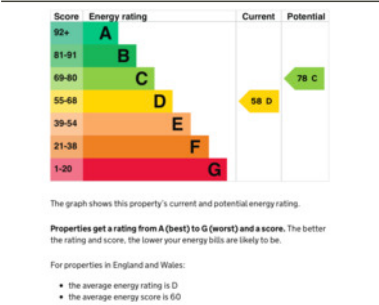 Score Energy rating Current Potential
92+ A
81-91 B
69-80 C 78 C
55-68 D 58 D
39-54 E
21-38 F
1-20 G
The graph shows this property's current and potential energy rating.
Properties get a rating from A (best) to G (worst) and a score. The better
the rating and score, the lower your energy bills are likely to be.
For properties in England and Wales:
• the average energy rating is D
• the average energy score is 60